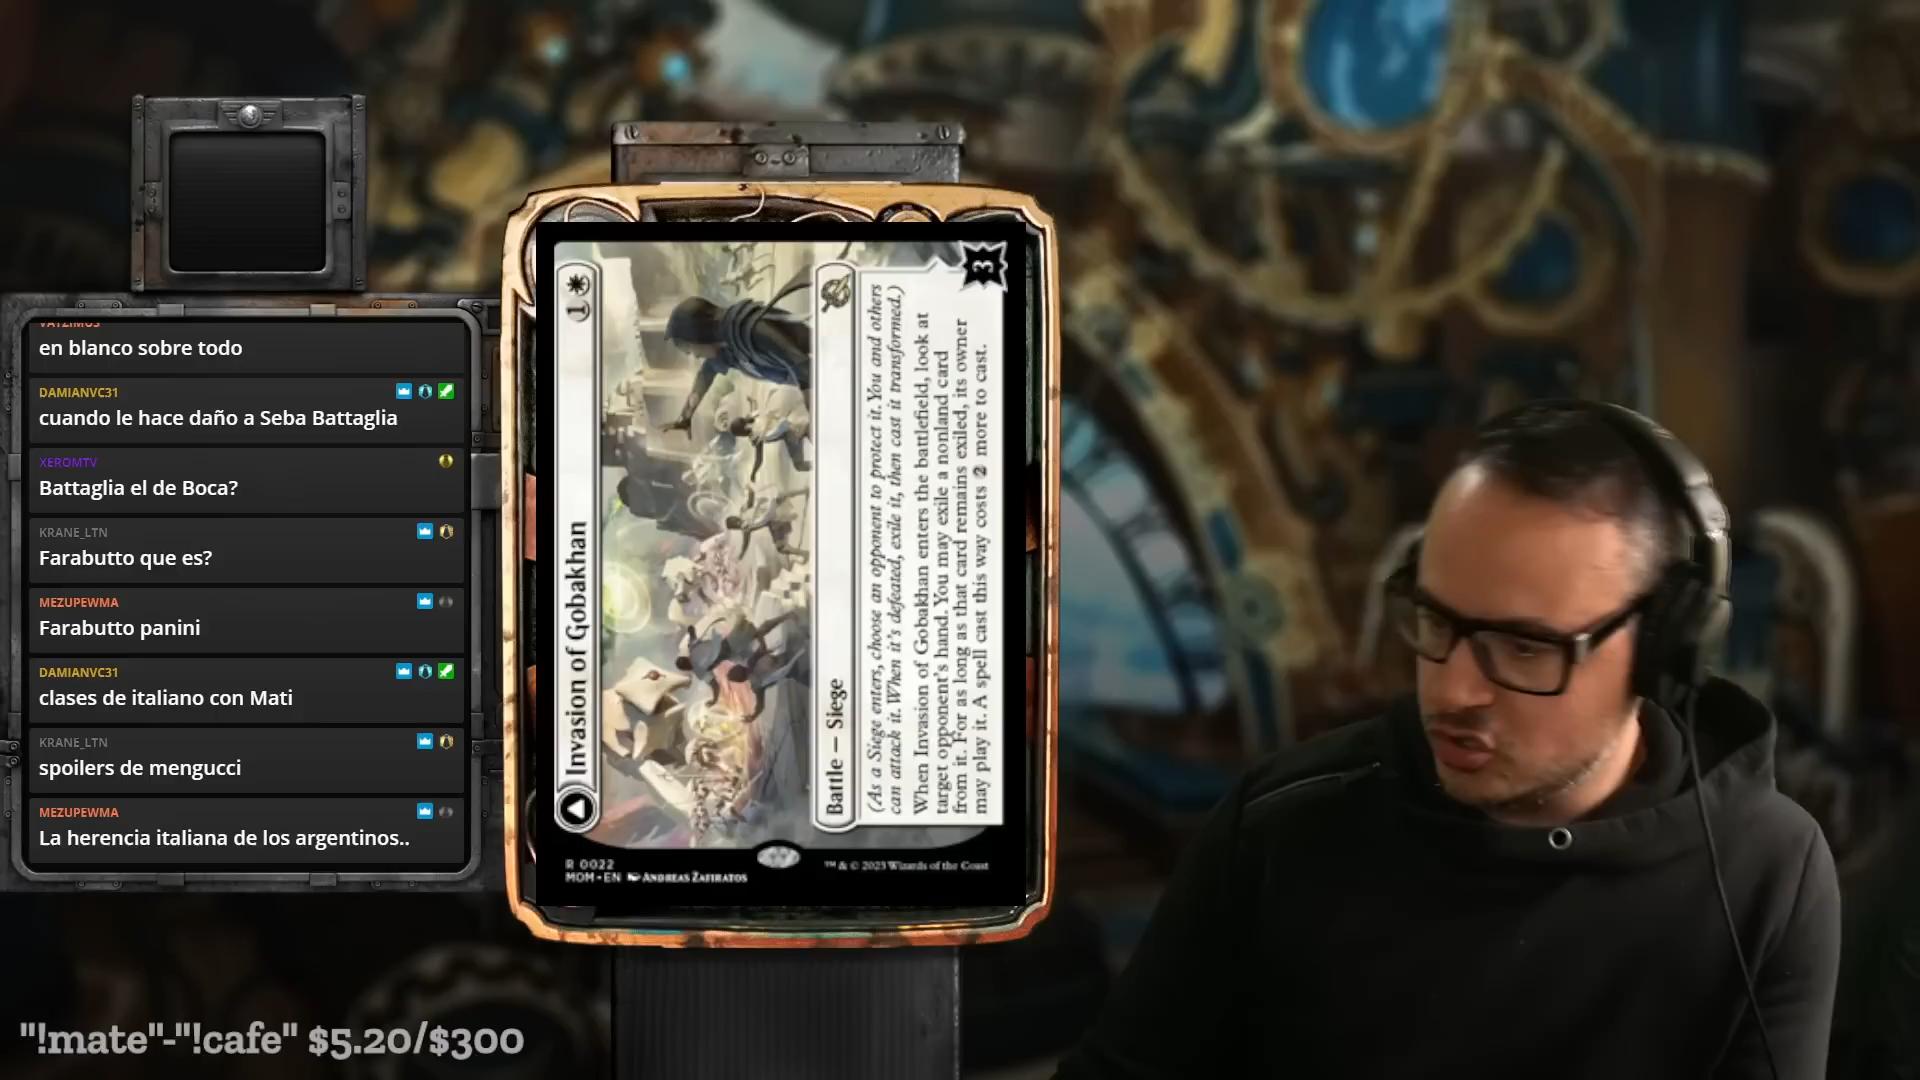 VATZIMUS
en blanco sobre todo
DAMIANVC31
cuando le hace daño a Seba Battaglia
XEROMTV
Battaglia el de Boca?
KRANE_LTN
Farabutto que es?
MEZUPEWMA
Farabutto panini
DAMIANVC31
clases de italiano con Mati
KRANE_LTN
spoilers de mengucci
MEZUPEWMA
La herencia italiana de los argentinos..
"!mate"-"!cafe" $5.20/$300
Invasion of Gobakhan
1
Battle – Siege
(As a Siege enters, choose an opponent to protect it. You and others
can attack it. When it's defeated, exile it, then cast it transformed.)
When Invasion of Gobakhan enters the battlefield, look at
target opponent's hand. You may exile a nonland card
from it. For as long as that card remains exiled, its owner
may play it. A spell cast this way costs 2 more to cast.
3
R 0022
MOM • EN ANDREAS ZAFIRATOS
™ & © 2023 Wizards of the Coast